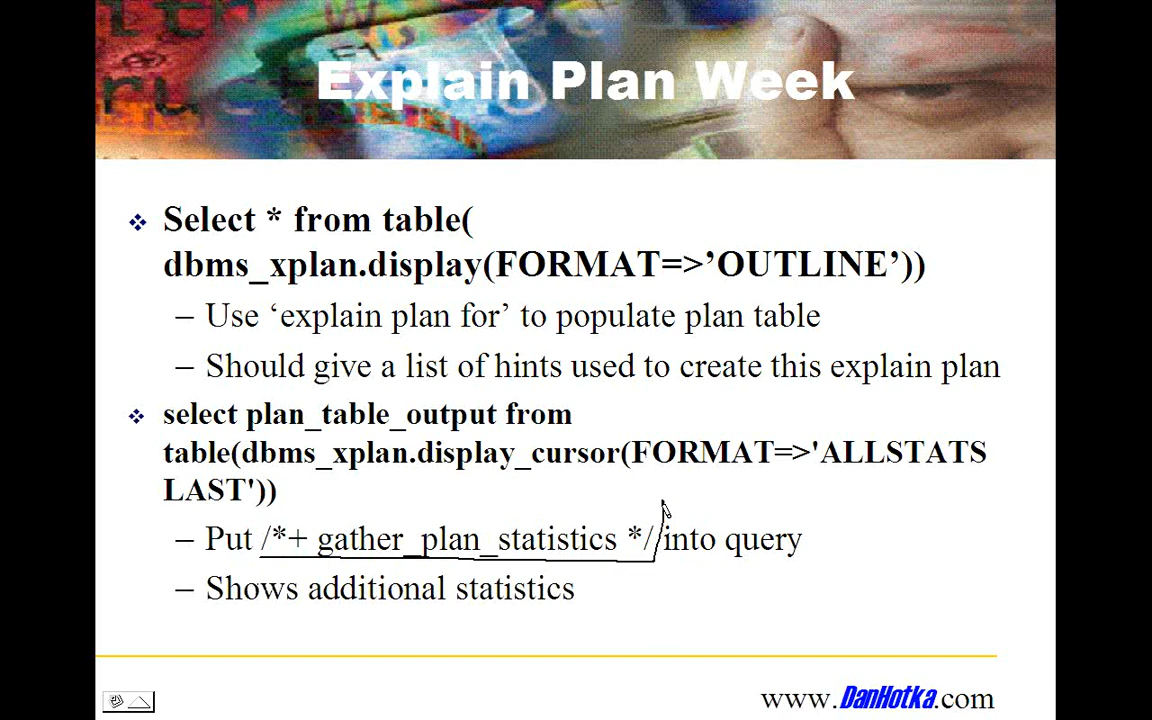 Explain Plan Week
Select * from table(
dbms_xplan.display(FORMAT=>’OUTLINE’))
– Use ‘explain plan for’ to populate plan table
– Should give a list of hints used to create this explain plan
select plan_table_output from
table(dbms_xplan.display_cursor(FORMAT=>'ALLSTATS
LAST'))
– Put /*+ gather_plan_statistics */ into query
– Shows additional statistics
www.DanHotka.com